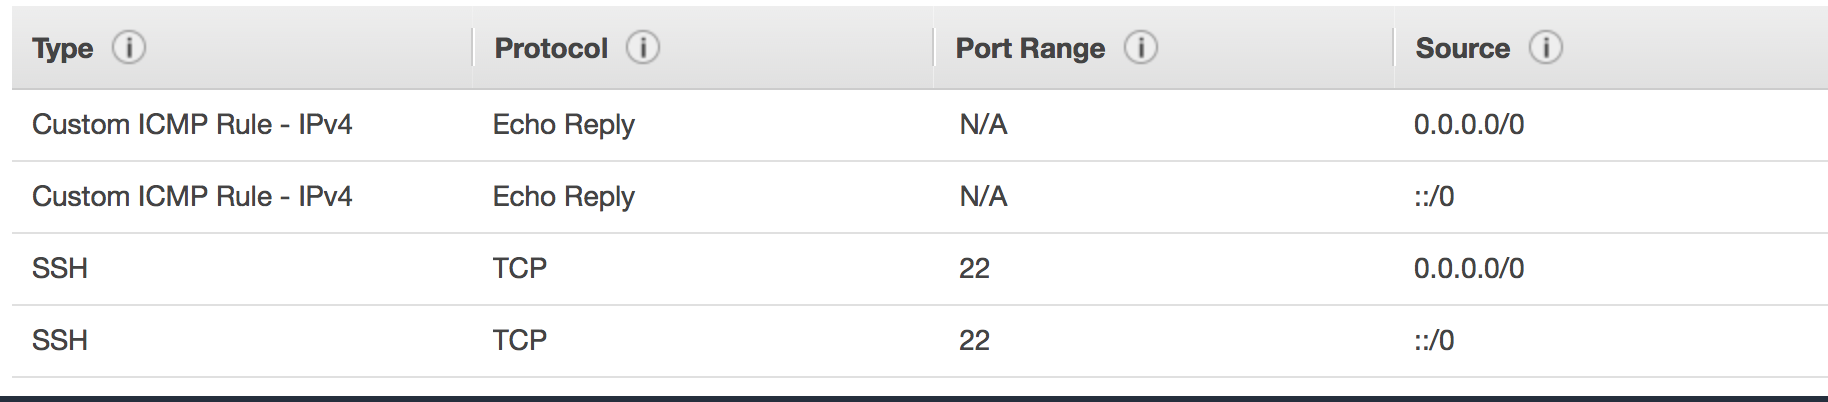 Type Protocol Port Range Source
Custom ICMP Rule - IPv4 Echo Reply N/A 0.0.0.0/0
Custom ICMP Rule - IPv4 Echo Reply N/A ::/0
SSH TCP 22 0.0.0.0/0
SSH TCP 22 ::/0